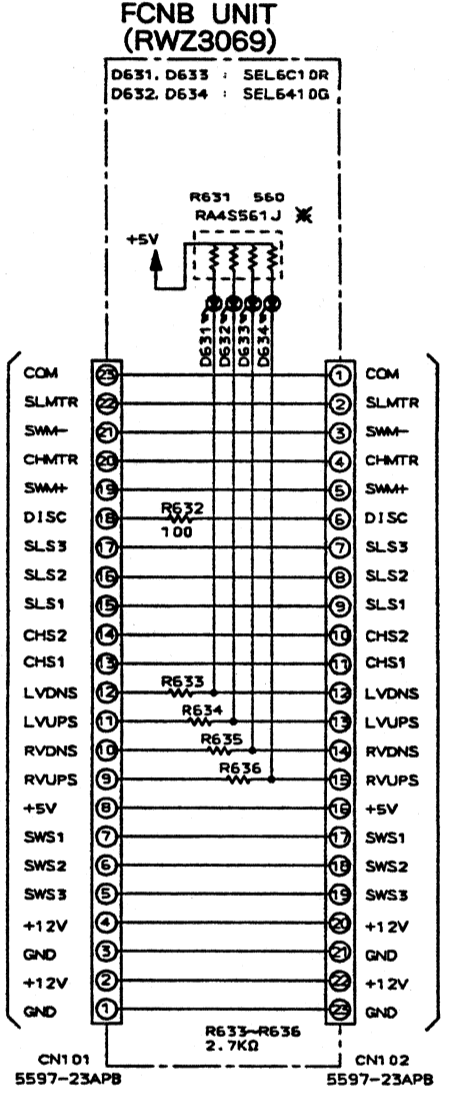 FCNB UNIT
(RWZ3069)
D631, D633 : SEL6C10R
D632, D634 : SEL6410G
R631 560
RA4S561J ※
+5V
D631
D632
D633
D634
COM 23 1 COM
SLMTR 22 2 SLMTR
SWM- 21 3 SWM-
CHMTR 20 4 CHMTR
SWM+ 19 5 SWM+
DISC 18 R632 6 DISC
100
SLS3 17 7 SLS3
SLS2 16 8 SLS2
SLS1 15 9 SLS1
CHS2 14 10 CHS2
CHS1 13 11 CHS1
LVDNS 12 R633 12 LVDNS
LVUPS 11 R634 13 LVUPS
RVDNS 10 R635 14 RVDNS
RVUPS 9 R636 15 RVUPS
+5V 8 16 +5V
SWS1 7 17 SWS1
SWS2 6 18 SWS2
SWS3 5 19 SWS3
+12V 4 20 +12V
GND 3 21 GND
+12V 2 22 +12V
GND 1 23 GND
R633~R636
2.7KΩ
CN101 CN102
5597-23APB 5597-23APB